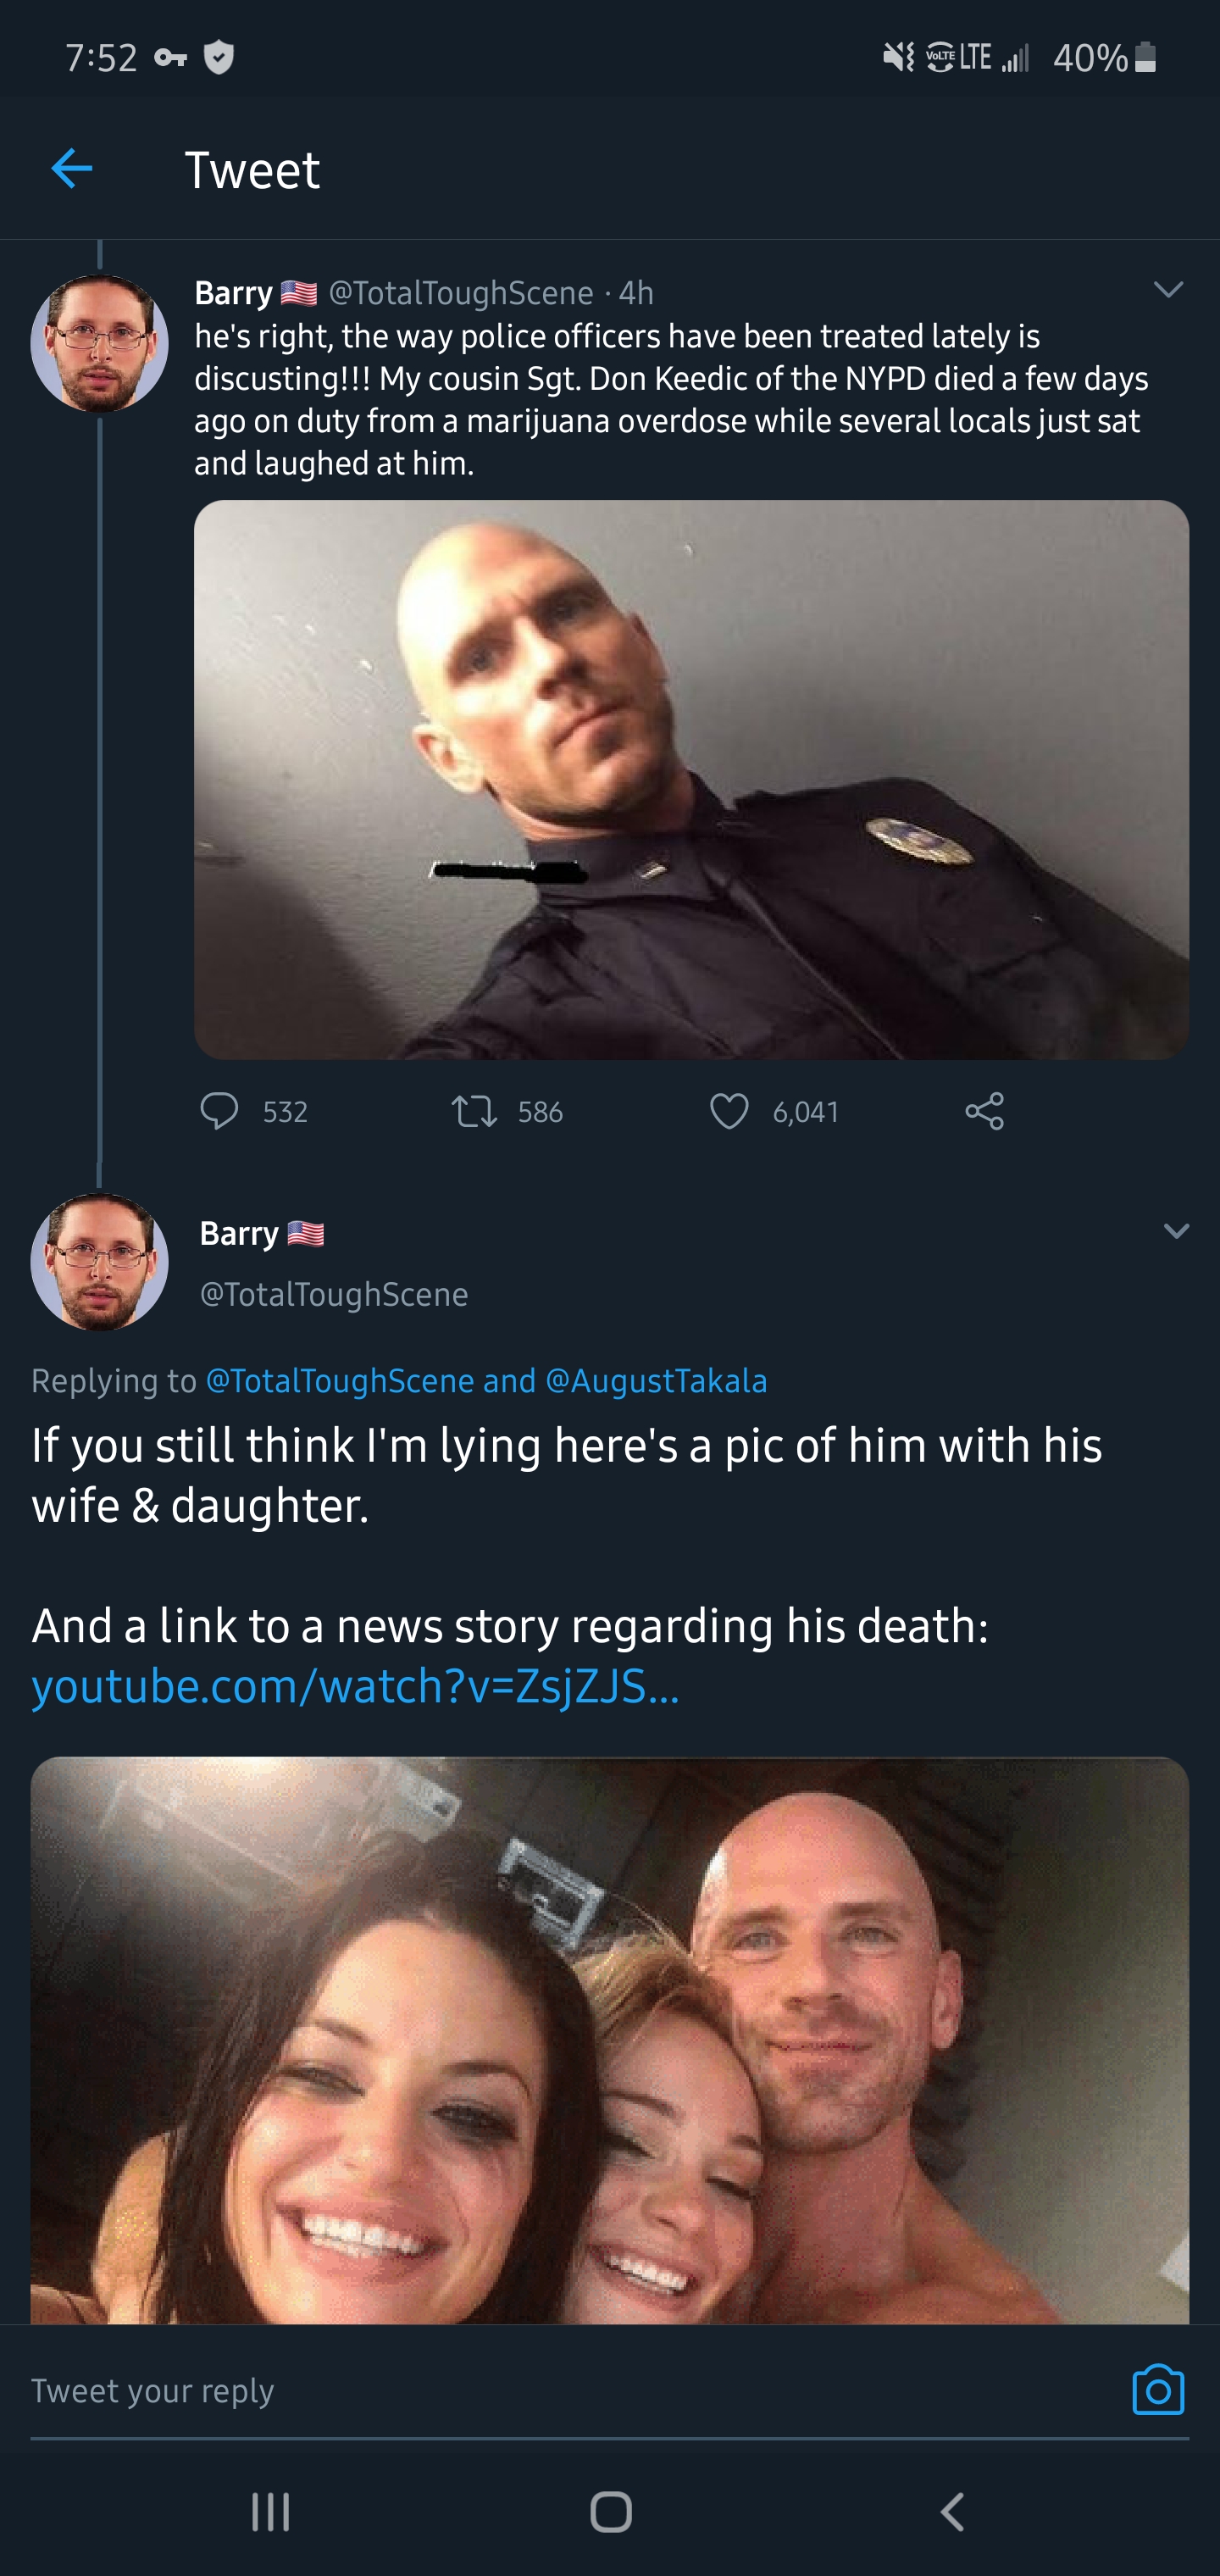 7:52
VoLTE LTE 40%
Tweet
Barry 🇺🇸 @TotalToughScene · 4h
he's right, the way police officers have been treated lately is
discusting!!! My cousin Sgt. Don Keedic of the NYPD died a few days
ago on duty from a marijuana overdose while several locals just sat
and laughed at him.
532 586 6,041
Barry 🇺🇸
@TotalToughScene
Replying to @TotalToughScene and @AugustTakala
If you still think I'm lying here's a pic of him with his
wife & daughter.
And a link to a news story regarding his death:
youtube.com/watch?v=ZsjZJS...
Tweet your reply